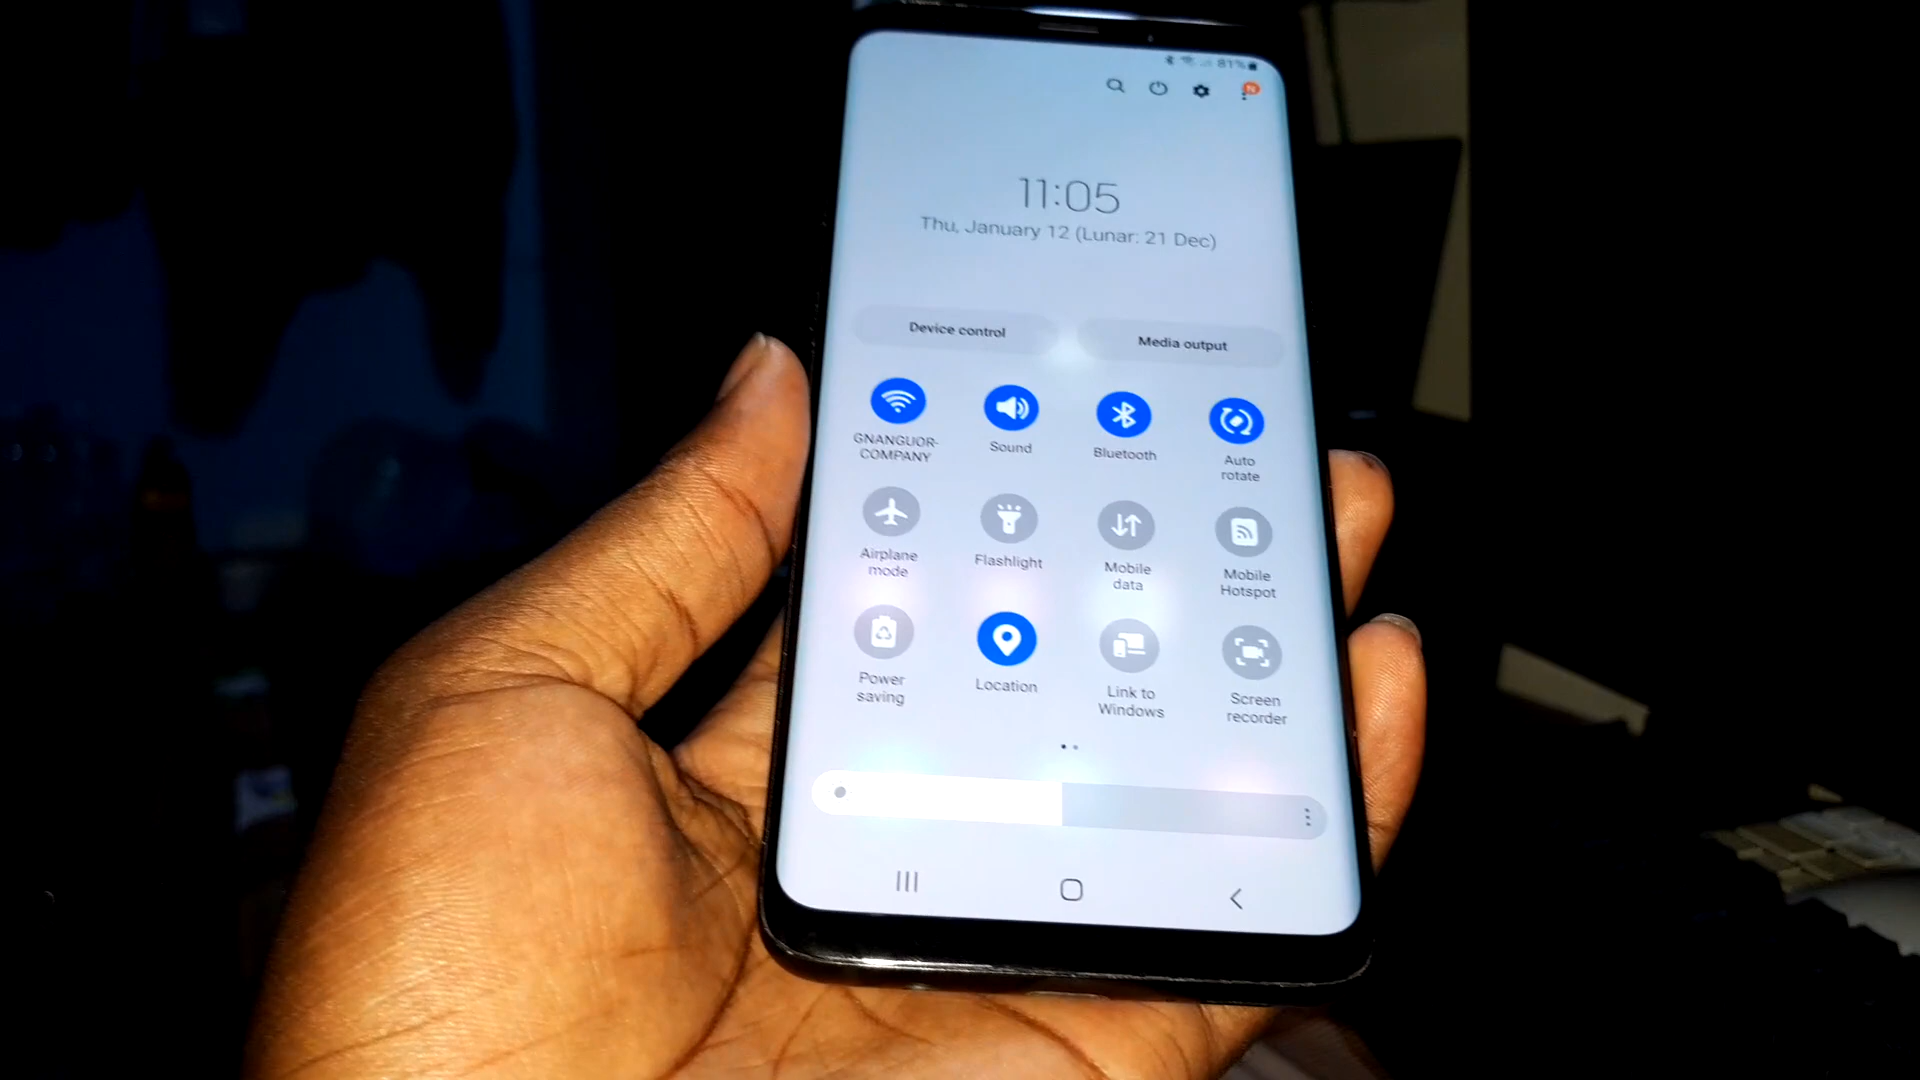 81%
N
11:05
Thu, January 12 (Lunar: 21 Dec)
Device control
Media output
GNANGUOR-
COMPANY
Sound
Bluetooth
Auto
rotate
Airplane
mode
Flashlight
Mobile
data
Mobile
Hotspot
Power
saving
Location
Link to
Windows
Screen
recorder